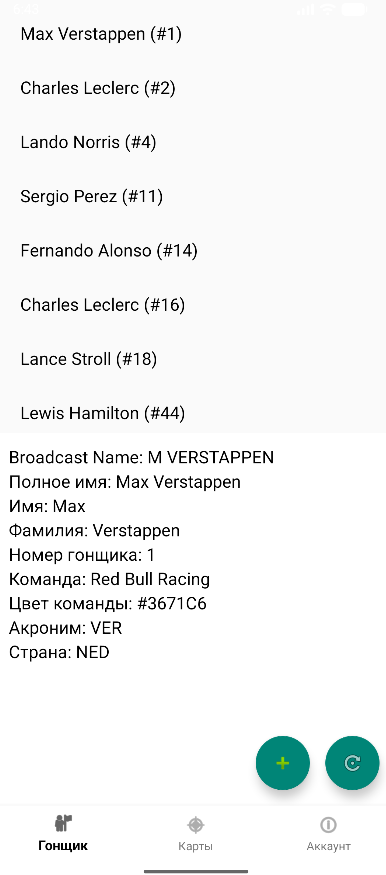 Max Verstappen (#1)
Charles Leclerc (#2)
Lando Norris (#4)
Sergio Perez (#11)
Fernando Alonso (#14)
Charles Leclerc (#16)
Lance Stroll (#18)
Lewis Hamilton (#44)
Broadcast Name: M VERSTAPPEN
Полное имя: Max Verstappen
Имя: Max
Фамилия: Verstappen
Номер гонщика: 1
Команда: Red Bull Racing
Цвет команды: #3671C6
Акроним: VER
Страна: NED
Гонщик
Карты
Аккаунт